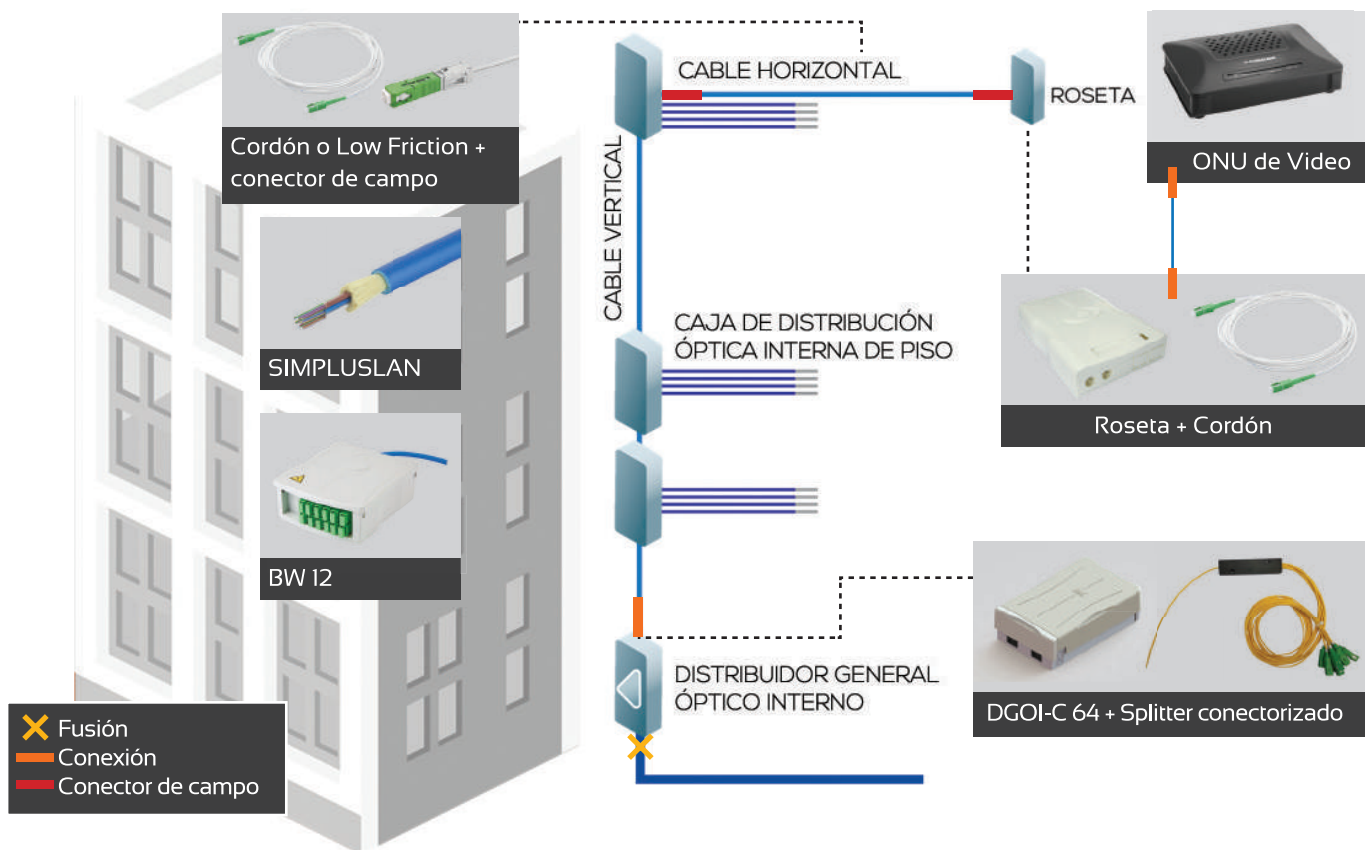 CABLE HORIZONTAL
ROSETA
Cordón o Low Friction +
conector de campo
ONU de Video
CABLE VERTICAL
SIMPLUSLAN
CAJA DE DISTRIBUCIÓN
ÓPTICA INTERNA DE PISO
Roseta + Cordón
BW 12
DISTRIBUIDOR GENERAL
ÓPTICO INTERNO
DGOI-C 64 + Splitter conectorizado
Fusión
Conexión
Conector de campo